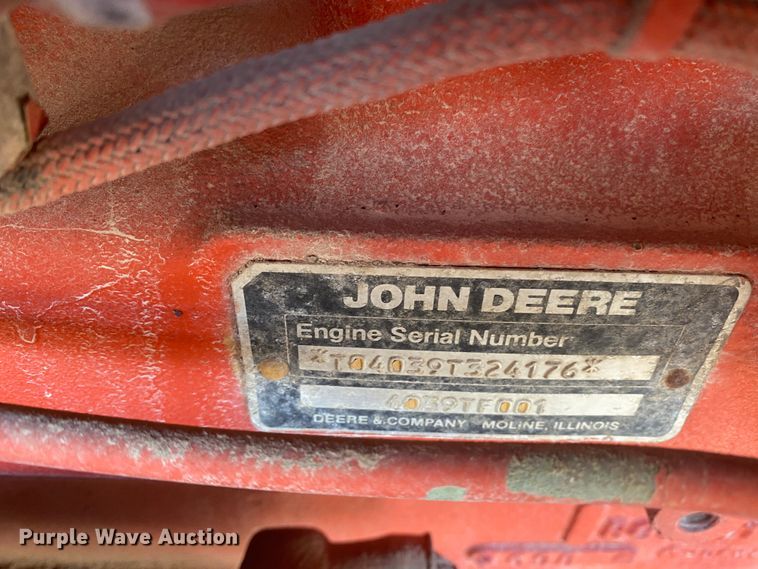 JOHN DEERE
Engine Serial Number
*T04039T324176*
4039TF001
DEERE & COMPANY MOLINE, ILLINOIS
Purple Wave Auction